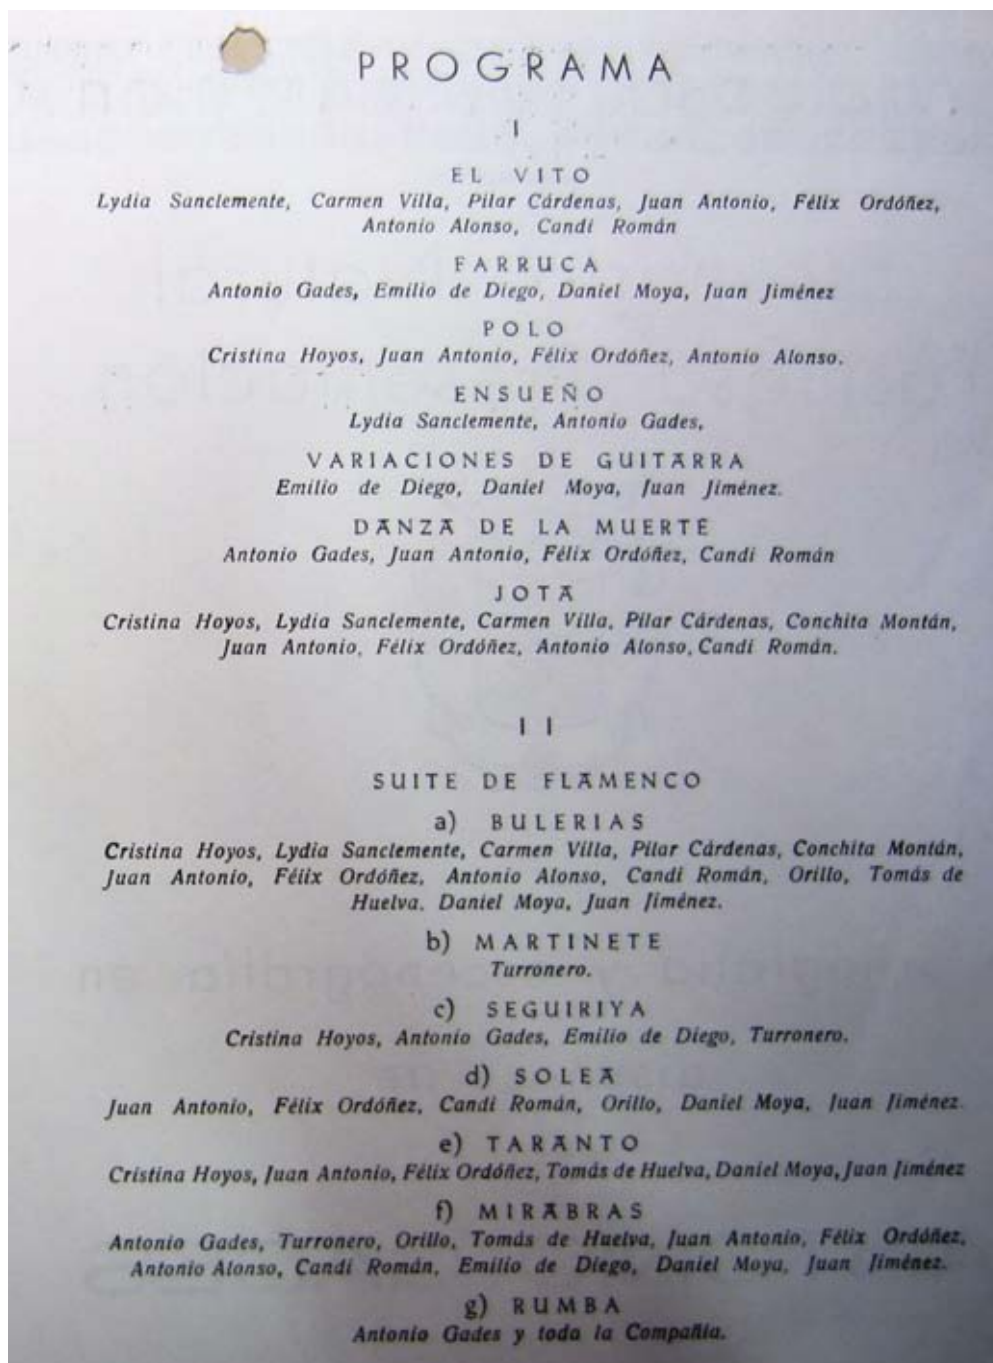 PROGRAMA
I
EL VITO
Lydia Sanclemente, Carmen Villa, Pilar Cárdenas, Juan Antonio, Félix Ordóñez,
Antonio Alonso, Candi Román
FARRUCA
Antonio Gades, Emilio de Diego, Daniel Moya, Juan Jiménez
POLO
Cristina Hoyos, Juan Antonio, Félix Ordóñez, Antonio Alonso.
ENSUEÑO
Lydia Sanclemente, Antonio Gades,
VARIACIONES DE GUITARRA
Emilio de Diego, Daniel Moya, Juan Jiménez.
DANZA DE LA MUERTE
Antonio Gades, Juan Antonio, Félix Ordóñez, Candi Román
JOTA
Cristina Hoyos, Lydia Sanclemente, Carmen Villa, Pilar Cárdenas, Conchita Montán,
Juan Antonio, Félix Ordóñez, Antonio Alonso, Candi Román.
II
SUITE DE FLAMENCO
a) BULERIAS
Cristina Hoyos, Lydia Sanclemente, Carmen Villa, Pilar Cárdenas, Conchita Montán,
Juan Antonio, Félix Ordóñez, Antonio Alonso, Candi Román, Orillo, Tomás de
Huelva, Daniel Moya, Juan Jiménez.
b) MARTINETE
Turronero.
c) SEGUIRIYA
Cristina Hoyos, Antonio Gades, Emilio de Diego, Turronero.
d) SOLEA
Juan Antonio, Félix Ordóñez, Candi Román, Orillo, Daniel Moya, Juan Jiménez.
e) TARANTO
Cristina Hoyos, Juan Antonio, Félix Ordóñez, Tomás de Huelva, Daniel Moya, Juan Jiménez
f) MIRABRAS
Antonio Gades, Turronero, Orillo, Tomás de Huelva, Juan Antonio, Félix Ordóñez,
Antonio Alonso, Candi Román, Emilio de Diego, Daniel Moya, Juan Jiménez.
g) RUMBA
Antonio Gades y toda la Compañía.